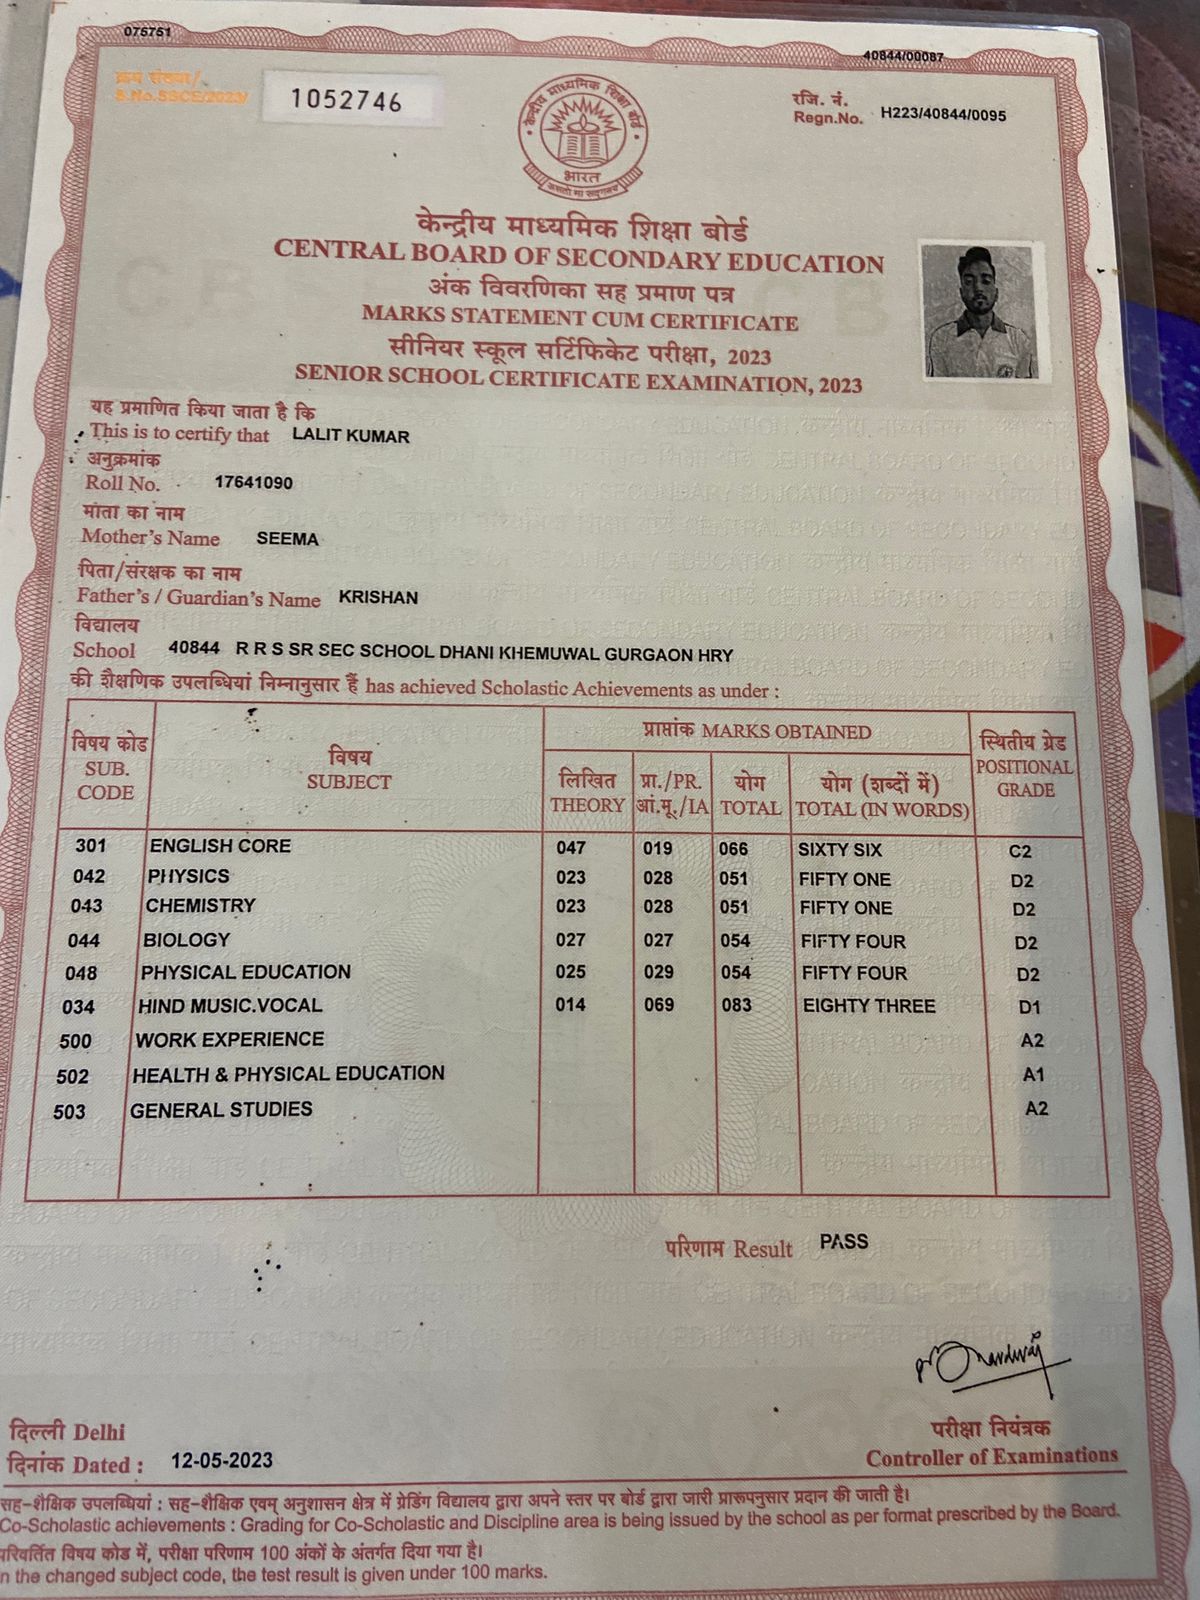 075751
40844/00087
क्रम संख्या/
S.No.SSCE/2023/
1052746
रजि. नं.
Regn.No. H223/40844/0095
केन्द्रीय माध्यमिक शिक्षा बोर्ड
भारत
असतो मा सद्गमय
केन्द्रीय माध्यमिक शिक्षा बोर्ड
CENTRAL BOARD OF SECONDARY EDUCATION
अंक विवरणिका सह प्रमाण पत्र
MARKS STATEMENT CUM CERTIFICATE
सीनियर स्कूल सर्टिफिकेट परीक्षा, 2023
SENIOR SCHOOL CERTIFICATE EXAMINATION, 2023
यह प्रमाणित किया जाता है कि
This is to certify that LALIT KUMAR
अनुक्रमांक
Roll No. 17641090
माता का नाम
Mother's Name SEEMA
पिता/संरक्षक का नाम
Father's / Guardian's Name KRISHAN
विद्यालय
School 40844 R R S SR SEC SCHOOL DHANI KHEMUWAL GURGAON HRY
की शैक्षणिक उपलब्धियां निम्नानुसार हैं has achieved Scholastic Achievements as under :
विषय कोड
SUB.
CODE
विषय
SUBJECT
प्राप्तांक MARKS OBTAINED
लिखित
THEORY
प्रा./PR.
आं.मू./IA
योग
TOTAL
योग (शब्दों में)
TOTAL (IN WORDS)
स्थितीय ग्रेड
POSITIONAL
GRADE
301 ENGLISH CORE 047 019 066 SIXTY SIX C2
042 PHYSICS 023 028 051 FIFTY ONE D2
043 CHEMISTRY 023 028 051 FIFTY ONE D2
044 BIOLOGY 027 027 054 FIFTY FOUR D2
048 PHYSICAL EDUCATION 025 029 054 FIFTY FOUR D2
034 HIND MUSIC.VOCAL 014 069 083 EIGHTY THREE D1
500 WORK EXPERIENCE A2
502 HEALTH & PHYSICAL EDUCATION A1
503 GENERAL STUDIES A2
परिणाम Result PASS
दिल्ली Delhi
दिनांक Dated : 12-05-2023
परीक्षा नियंत्रक
Controller of Examinations
सह-शैक्षिक उपलब्धियां : सह-शैक्षिक एवम् अनुशासन क्षेत्र में ग्रेडिंग विद्यालय द्वारा अपने स्तर पर बोर्ड द्वारा जारी प्रारूपनुसार प्रदान की जाती है।
Co-Scholastic achievements : Grading for Co-Scholastic and Discipline area is being issued by the school as per format prescribed by the Board.
परिवर्तित विषय कोड में, परीक्षा परिणाम 100 अंकों के अंतर्गत दिया गया है।
n the changed subject code, the test result is given under 100 marks.